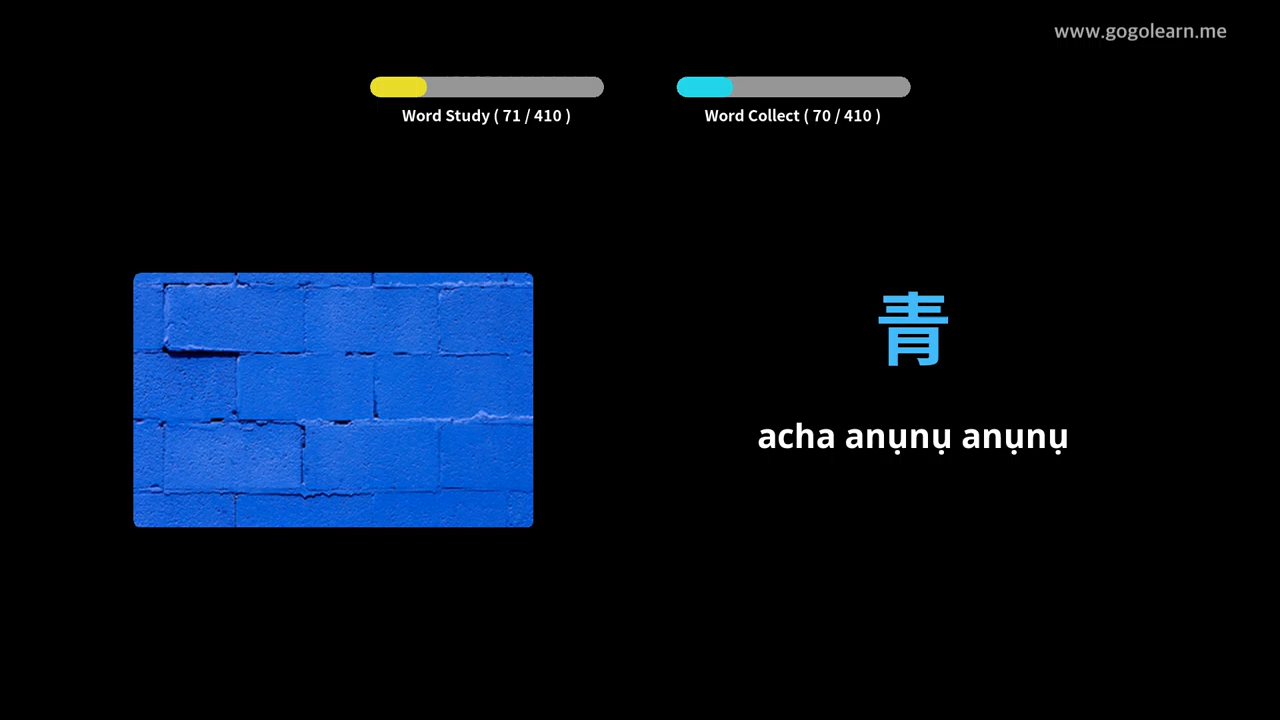 www.gogolearn.me
Word Study ( 71 / 410 )
Word Collect ( 70 / 410 )
青
acha anụnụ anụnụ